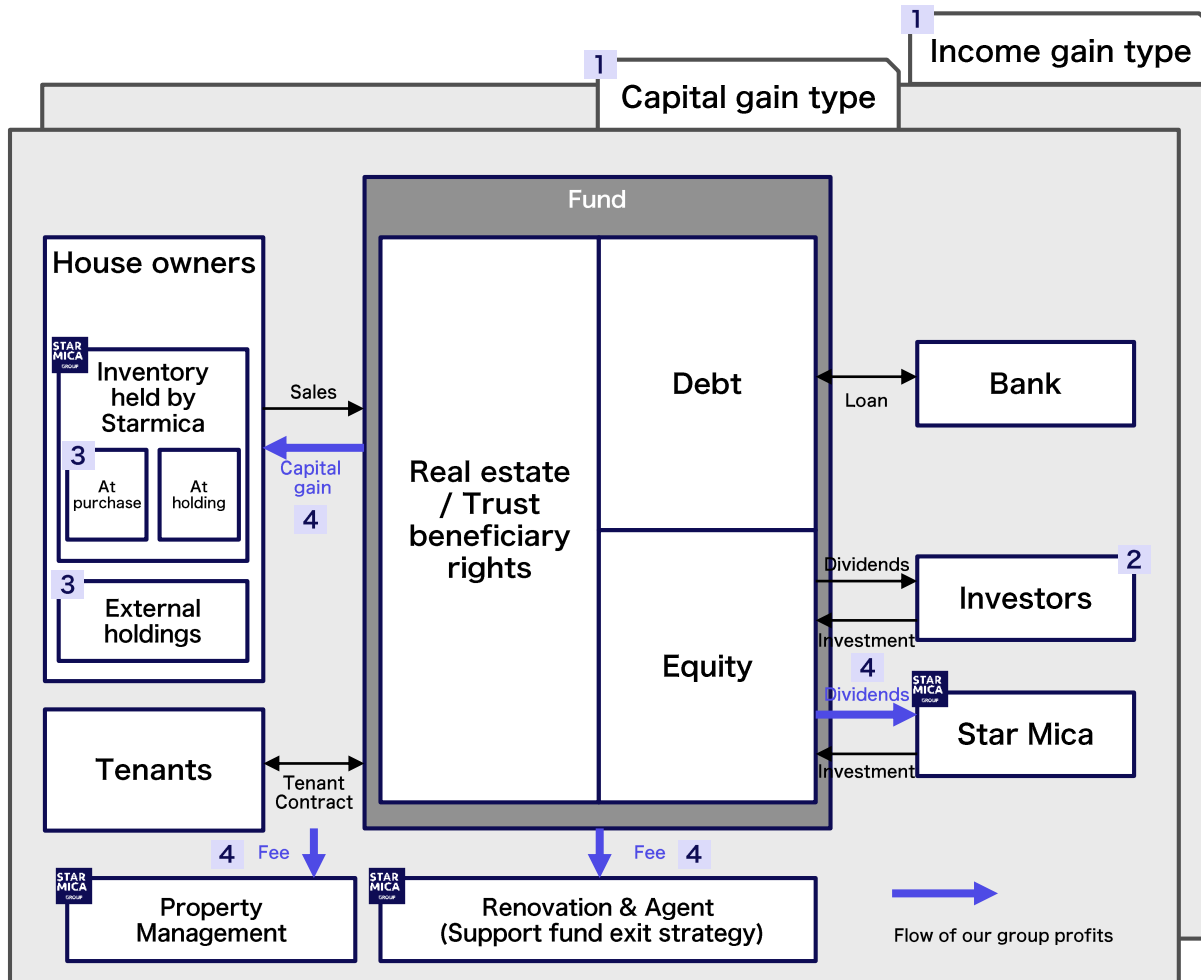 1
Income gain type
1
Capital gain type
Fund
House owners
STAR
MICA
GROUP
Inventory
held by
Starmica
3
At
purchase
At
holding
3
External
holdings
Sales
Capital
gain
4
Real estate
/ Trust
beneficiary
rights
Debt
Equity
Loan
Bank
Dividends
Investment
2
Investors
4
Dividends
Investment
STAR
MICA
GROUP
Star Mica
Tenants
Tenant
Contract
4
Fee
Fee
4
STAR
MICA
GROUP
Property
Management
STAR
MICA
GROUP
Renovation & Agent
(Support fund exit strategy)
Flow of our group profits